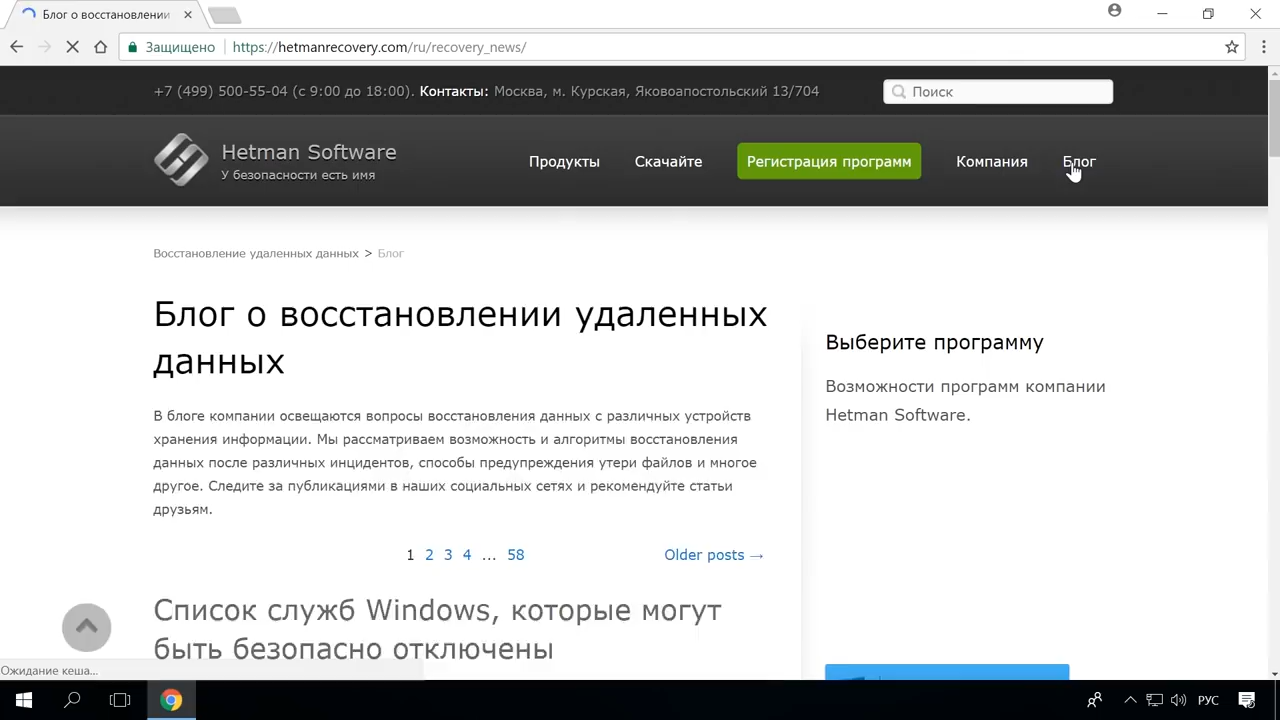 Блог о восстановлении
Защищено
https://hetmanrecovery.com/ru/recovery_news/
+7 (499) 500-55-04 (с 9:00 до 18:00). Контакты: Москва, м. Курская, Яковоапостольский 13/704
Поиск
Hetman Software
У безопасности есть имя
Продукты
Скачайте
Регистрация программ
Компания
Блог
Восстановление удаленных данных > Блог
Блог о восстановлении удаленных
данных
В блоге компании освещаются вопросы восстановления данных с различных устройств
хранения информации. Мы рассматриваем возможность и алгоритмы восстановления
данных после различных инцидентов, способы предупреждения утери файлов и многое
другое. Следите за публикациями в наших социальных сетях и рекомендуйте статьи
друзьям.
1 2 3 4 ... 58
Older posts →
Список служб Windows, которые могут
быть безопасно отключены
Выберите программу
Возможности программ компании
Hetman Software.
Ожидание кеша...
РУС